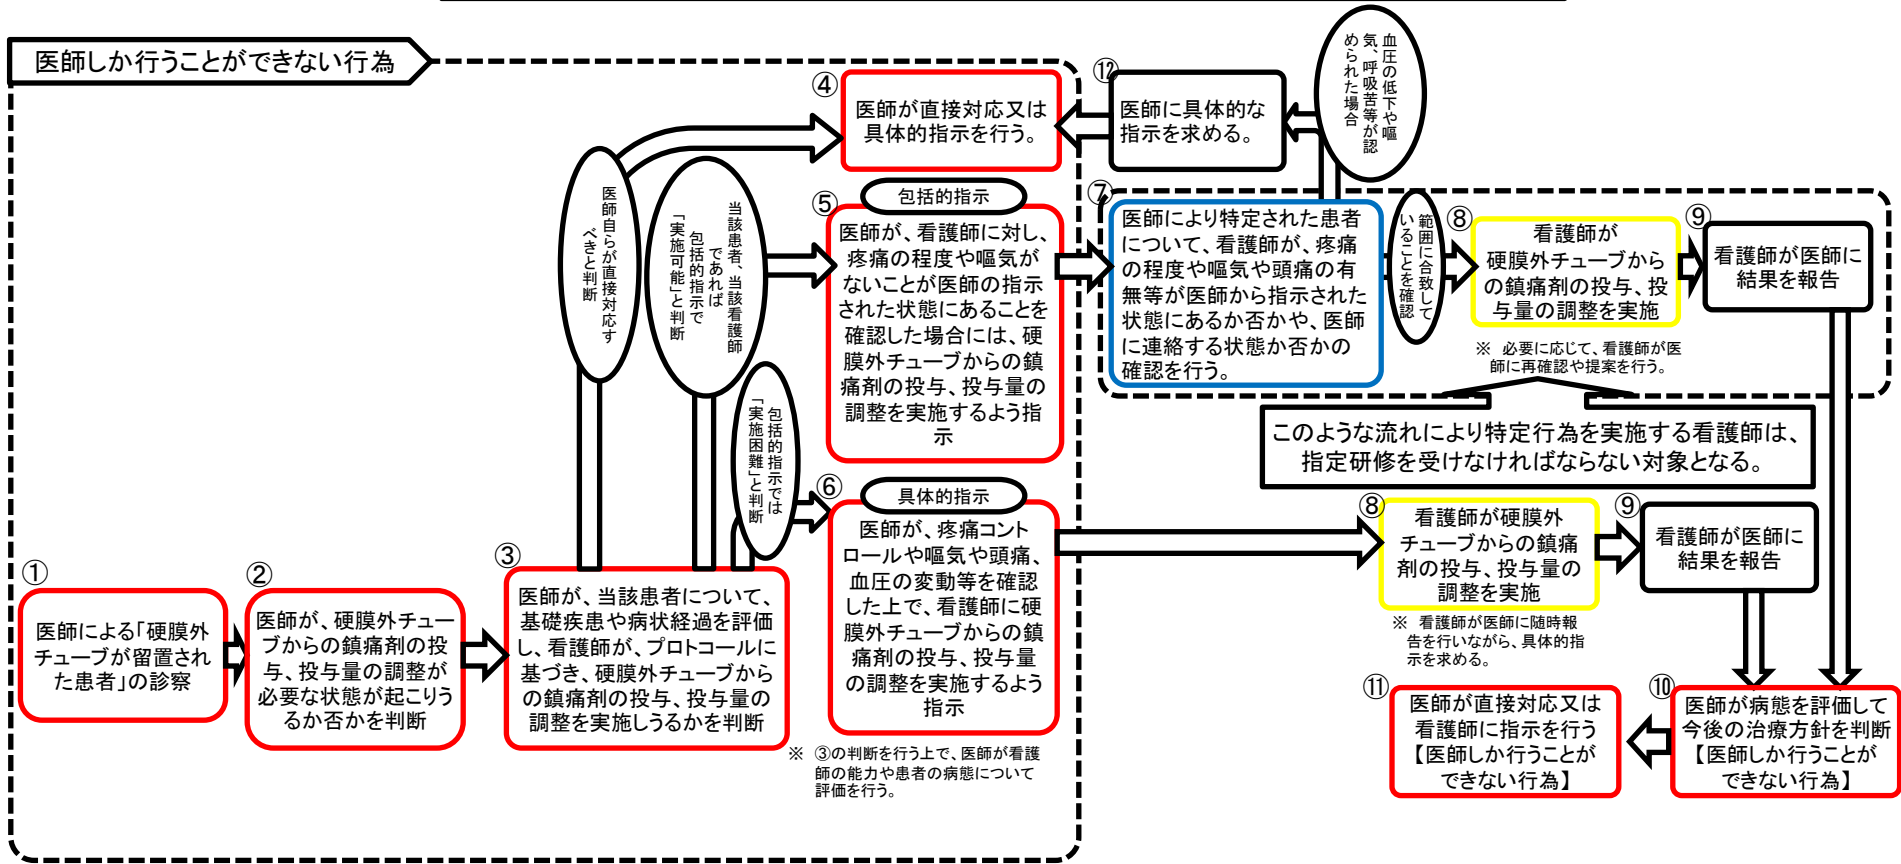 医師しか行うことができない行為
①
医師による「硬膜外
チューブが留置され
た患者」の診察
②
医師が、硬膜外チュー
ブからの鎮痛剤の投
与、投与量の調整が
必要な状態が起こりう
るか否かを判断
③
医師が、当該患者について、
基礎疾患や病状経過を評価
し、看護師が、プロトコールに
基づき、硬膜外チューブから
の鎮痛剤の投与、投与量の
調整を実施しうるかを判断
※ ③の判断を行う上で、医師が看護
師の能力や患者の病態について
評価を行う。
医師自らが直接対応す
べきと判断
当該患者、当該看護師
であれば
包括的指示で
「実施可能」と判断
包括的指示では
「実施困難」と判断
④
医師が直接対応又は
具体的指示を行う。
⑤
包括的指示
医師が、看護師に対し、
疼痛の程度や嘔気が
ないことが医師の指示
された状態にあることを
確認した場合には、硬
膜外チューブからの鎮
痛剤の投与、投与量の
調整を実施するよう指
示
⑥
具体的指示
医師が、疼痛コント
ロールや嘔気や頭痛、
血圧の変動等を確認
した上で、看護師に硬
膜外チューブからの鎮
痛剤の投与、投与量
の調整を実施するよう
指示
⑫
医師に具体的な
指示を求める。
血圧の低下や嘔
気、呼吸苦等が認
められた場合
⑦
医師により特定された患者
について、看護師が、疼痛
の程度や嘔気や頭痛の有
無等が医師から指示された
状態にあるか否かや、医師
に連絡する状態か否かの
確認を行う。
範囲に合致して
いることを確認
⑧
看護師が
硬膜外チューブから
の鎮痛剤の投与、投
与量の調整を実施
※ 必要に応じて、看護師が医
師に再確認や提案を行う。
⑨
看護師が医師に
結果を報告
このような流れにより特定行為を実施する看護師は、
指定研修を受けなければならない対象となる。
⑧
看護師が硬膜外
チューブからの鎮痛
剤の投与、投与量の
調整を実施
※ 看護師が医師に随時報
告を行いながら、具体的指
示を求める。
⑨
看護師が医師に
結果を報告
⑩
医師が病態を評価して
今後の治療方針を判断
【医師しか行うことが
できない行為】
⑪
医師が直接対応又は
看護師に指示を行う
【医師しか行うことが
できない行為】